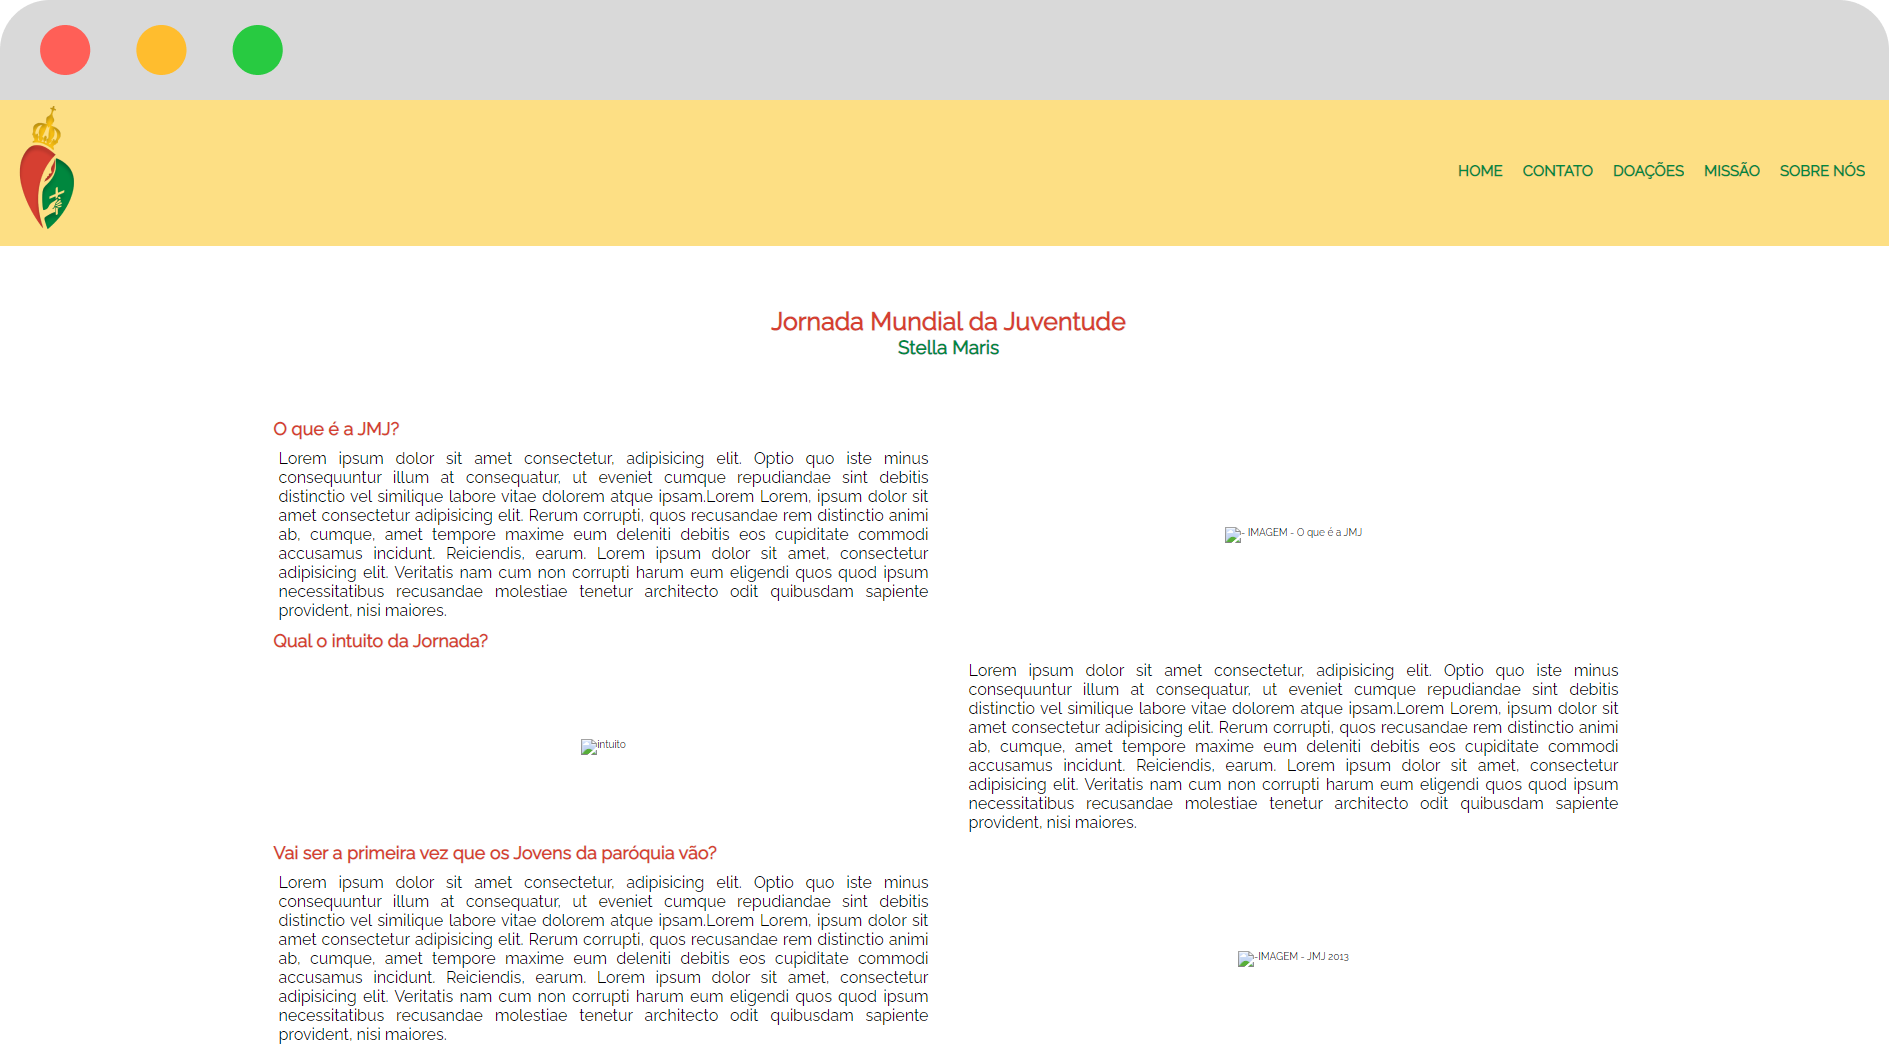 HOME CONTATO DOAÇÕES MISSÃO SOBRE NÓS
Jornada Mundial da Juventude
Stella Maris
O que é a JMJ?
Lorem ipsum dolor sit amet consectetur, adipisicing elit. Optio quo iste minus
consequuntur illum at consequatur, ut eveniet cumque repudiandae sint debitis
distinctio vel similique labore vitae dolorem atque ipsam.Lorem Lorem, ipsum dolor sit
amet consectetur adipisicing elit. Rerum corrupti, quos recusandae rem distinctio animi
ab, cumque, amet tempore maxime eum deleniti debitis eos cupiditate commodi
accusamus incidunt. Reiciendis, earum. Lorem ipsum dolor sit amet, consectetur
adipisicing elit. Veritatis nam cum non corrupti harum eum eligendi quos quod ipsum
necessitatibus recusandae molestiae tenetur architecto odit quibusdam sapiente
provident, nisi maiores.
- IMAGEM - O que é a JMJ
Qual o intuito da Jornada?
intuito
Lorem ipsum dolor sit amet consectetur, adipisicing elit. Optio quo iste minus
consequuntur illum at consequatur, ut eveniet cumque repudiandae sint debitis
distinctio vel similique labore vitae dolorem atque ipsam.Lorem Lorem, ipsum dolor sit
amet consectetur adipisicing elit. Rerum corrupti, quos recusandae rem distinctio animi
ab, cumque, amet tempore maxime eum deleniti debitis eos cupiditate commodi
accusamus incidunt. Reiciendis, earum. Lorem ipsum dolor sit amet, consectetur
adipisicing elit. Veritatis nam cum non corrupti harum eum eligendi quos quod ipsum
necessitatibus recusandae molestiae tenetur architecto odit quibusdam sapiente
provident, nisi maiores.
Vai ser a primeira vez que os Jovens da paróquia vão?
Lorem ipsum dolor sit amet consectetur, adipisicing elit. Optio quo iste minus
consequuntur illum at consequatur, ut eveniet cumque repudiandae sint debitis
distinctio vel similique labore vitae dolorem atque ipsam.Lorem Lorem, ipsum dolor sit
amet consectetur adipisicing elit. Rerum corrupti, quos recusandae rem distinctio animi
ab, cumque, amet tempore maxime eum deleniti debitis eos cupiditate commodi
accusamus incidunt. Reiciendis, earum. Lorem ipsum dolor sit amet, consectetur
adipisicing elit. Veritatis nam cum non corrupti harum eum eligendi quos quod ipsum
necessitatibus recusandae molestiae tenetur architecto odit quibusdam sapiente
provident, nisi maiores.
-IMAGEM - JMJ 2013